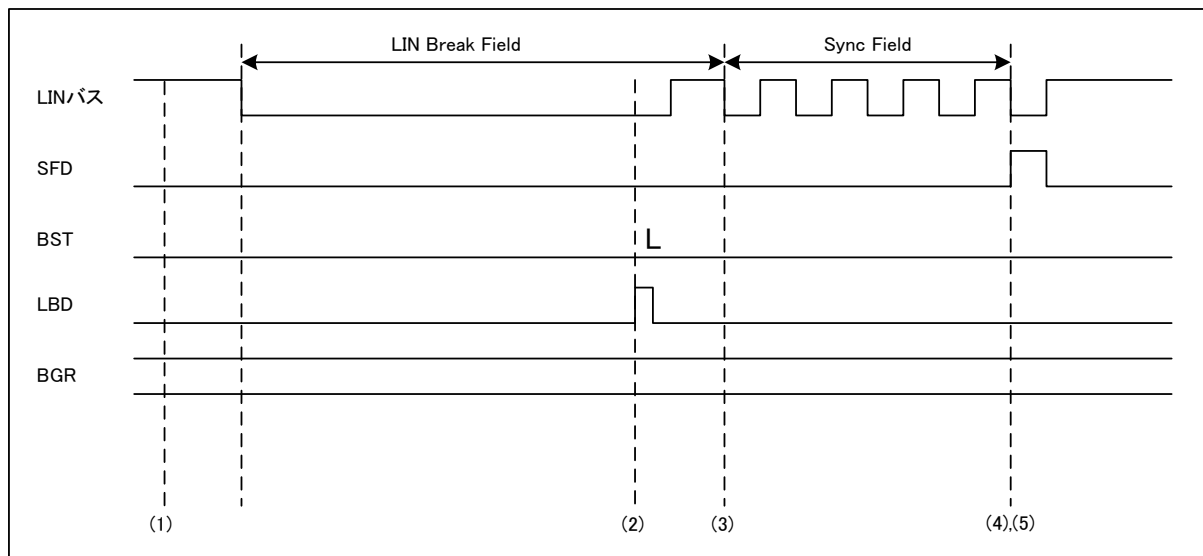 LIN Break Field
Sync Field
LINバス
SFD
BST
L
LBD
BGR
(1)
(2)
(3)
(4),(5)